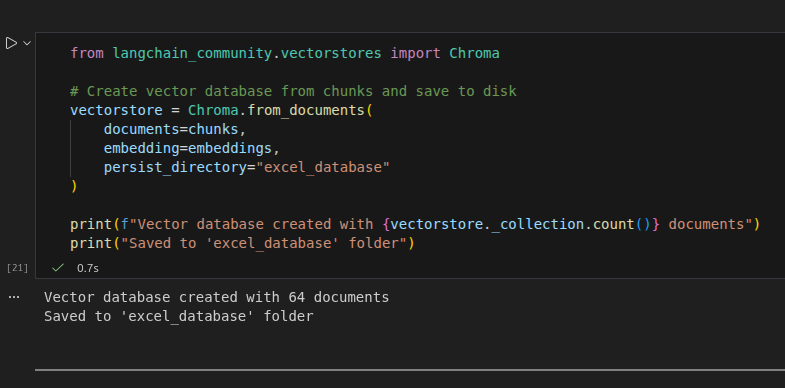 from langchain_community.vectorstores import Chroma
# Create vector database from chunks and save to disk
vectorstore = Chroma.from_documents(
    documents=chunks,
    embedding=embeddings,
    persist_directory="excel_database"
)
print(f"Vector database created with {vectorstore._collection.count()} documents")
print("Saved to 'excel_database' folder")
[21] 0.7s
Vector database created with 64 documents
Saved to 'excel_database' folder